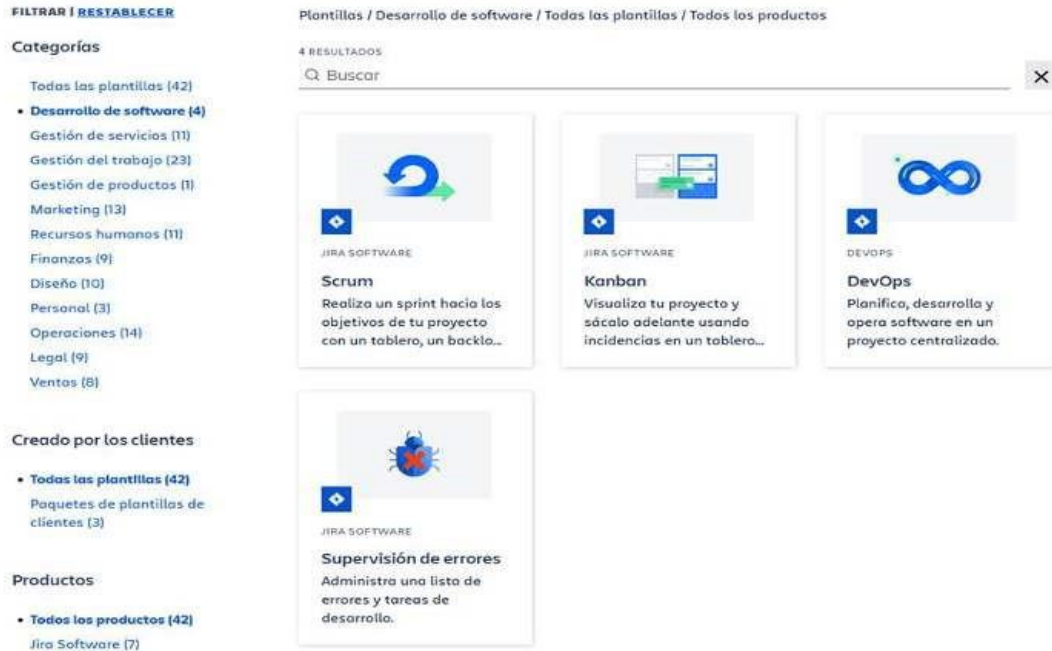 FILTRAR | RESTABLECER
Categorías
Todas las plantillas (42)
Desarrollo de software (4)
Gestión de servicios (11)
Gestión del trabajo (23)
Gestión de productos (1)
Marketing (13)
Recursos humanos (11)
Finanzas (9)
Diseño (10)
Personal (3)
Operaciones (14)
Legal (9)
Ventas (8)
Creado por los clientes
Todas las plantillas (42)
Paquetes de plantillas de
clientes (3)
Productos
Todos los productos (42)
Jira Software (7)
Plantillas / Desarrollo de software / Todas las plantillas / Todos los productos
4 RESULTADOS
Buscar
JIRA SOFTWARE
Scrum
Realiza un sprint hacia los
objetivos de tu proyecto
con un tablero, un backlo...
JIRA SOFTWARE
Kanban
Visualiza tu proyecto y
sácalo adelante usando
incidencias en un tablero...
DEVOPS
DevOps
Planifica, desarrolla y
opera software en un
proyecto centralizado.
JIRA SOFTWARE
Supervisión de errores
Administra una lista de
errores y tareas de
desarrollo.